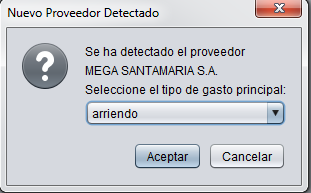 Nuevo Proveedor Detectado
Se ha detectado el proveedor
MEGA SANTAMARIA S.A.
Seleccione el tipo de gasto principal:
arriendo
Aceptar Cancelar